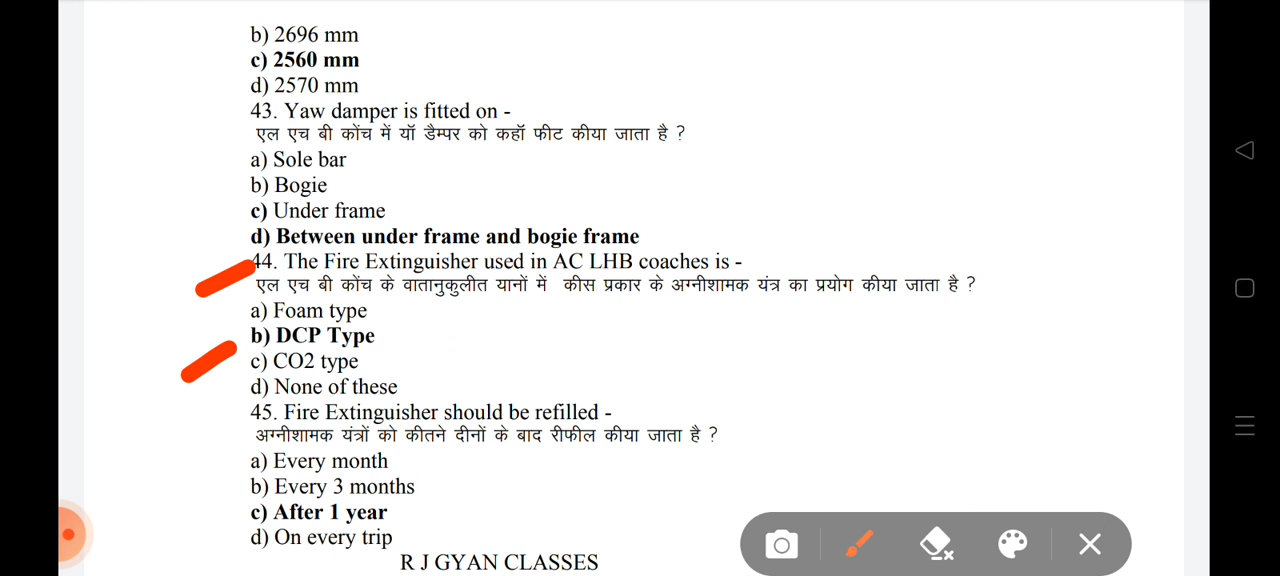 b) 2696 mm
c) 2560 mm
d) 2570 mm
43. Yaw damper is fitted on -
एल एच बी कोंच में यॉ डैम्पर को कहॉ फीट कीया जाता है ?
a) Sole bar
b) Bogie
c) Under frame
d) Between under frame and bogie frame
44. The Fire Extinguisher used in AC LHB coaches is -
एल एच बी कोंच के वातानुकुलीत यानों में कीस प्रकार के अग्नीशामक यंत्र का प्रयोग कीया जाता है ?
a) Foam type
b) DCP Type
c) CO2 type
d) None of these
45. Fire Extinguisher should be refilled -
अग्नीशामक यंत्रों को कीतने दीनों के बाद रीफील कीया जाता है ?
a) Every month
b) Every 3 months
c) After 1 year
d) On every trip
R J GYAN CLASSES